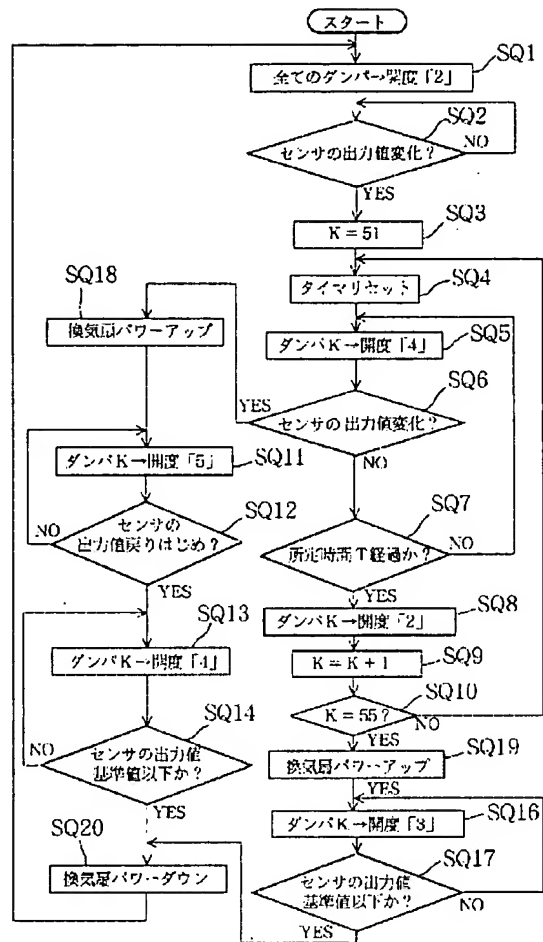 スタート
SQ1
全てのダンパ→開度「2」
SQ2
センサの出力値変化?
NO
YES
SQ3
K=51
SQ4
タイマリセット
SQ5
ダンパK→開度「4」
SQ6
センサの出力値変化?
YES
NO
SQ7
所定時間T経過か?
NO
YES
SQ8
ダンパK→開度「2」
SQ9
K=K+1
SQ10
K=55?
NO
YES
SQ19
換気扇パワーアップ
YES
SQ16
ダンパK→開度「3」
SQ17
センサの出力値
基準値以下か?
NO
YES
SQ18
換気扇パワーアップ
SQ11
ダンパK→開度「5」
SQ12
センサの
出力値戻りはじめ?
NO
YES
SQ13
ダンパK→開度「4」
SQ14
センサの出力値
基準値以下か?
NO
YES
SQ20
換気扇パワーダウン